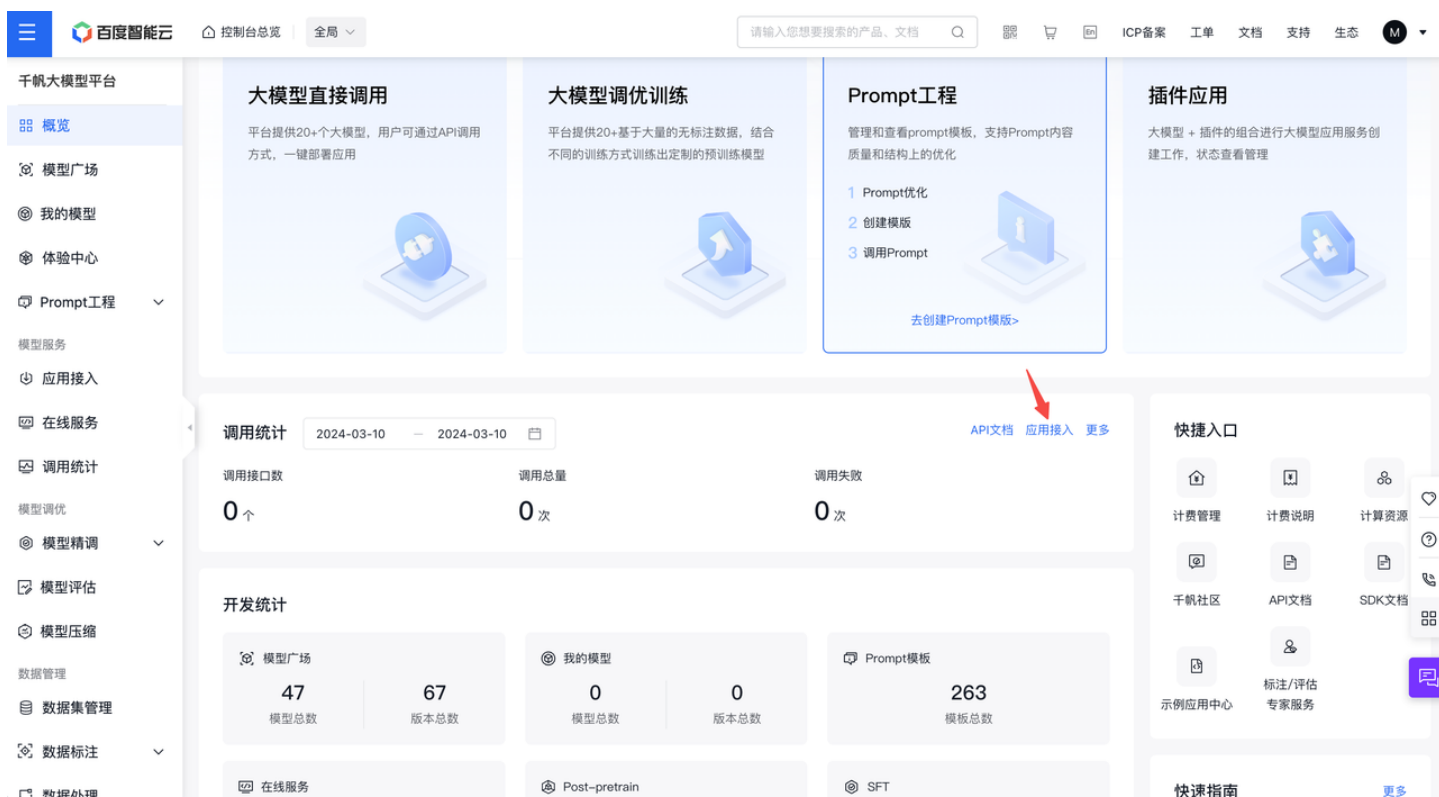 百度智能云
控制台总览
全局
请输入您想要搜索的产品、文档
En
ICP备案
工单
文档
支持
生态
M
千帆大模型平台
概览
模型广场
我的模型
体验中心
Prompt工程
模型服务
应用接入
在线服务
调用统计
模型调优
模型精调
模型评估
模型压缩
数据管理
数据集管理
数据标注
数据处理
大模型直接调用
平台提供20+个大模型，用户可通过API调用
方式，一键部署应用
大模型调优训练
平台提供20+基于大量的无标注数据，结合
不同的训练方式训练出定制的预训练模型
Prompt工程
管理和查看prompt模板，支持Prompt内容
质量和结构上的优化
1 Prompt优化
2 创建模版
3 调用Prompt
去创建Prompt模版>
插件应用
大模型 + 插件的组合进行大模型应用服务创
建工作，状态查看管理
调用统计
2024-03-10 — 2024-03-10
API文档 应用接入 更多
调用接口数
0 个
调用总量
0 次
调用失败
0 次
开发统计
模型广场
47
模型总数
67
版本总数
我的模型
0
模型总数
0
版本总数
Prompt模板
263
模板总数
在线服务
Post-pretrain
SFT
快捷入口
计费管理
计费说明
计算资源
千帆社区
API文档
SDK文档
示例应用中心
标注/评估
专家服务
快速指南
更多